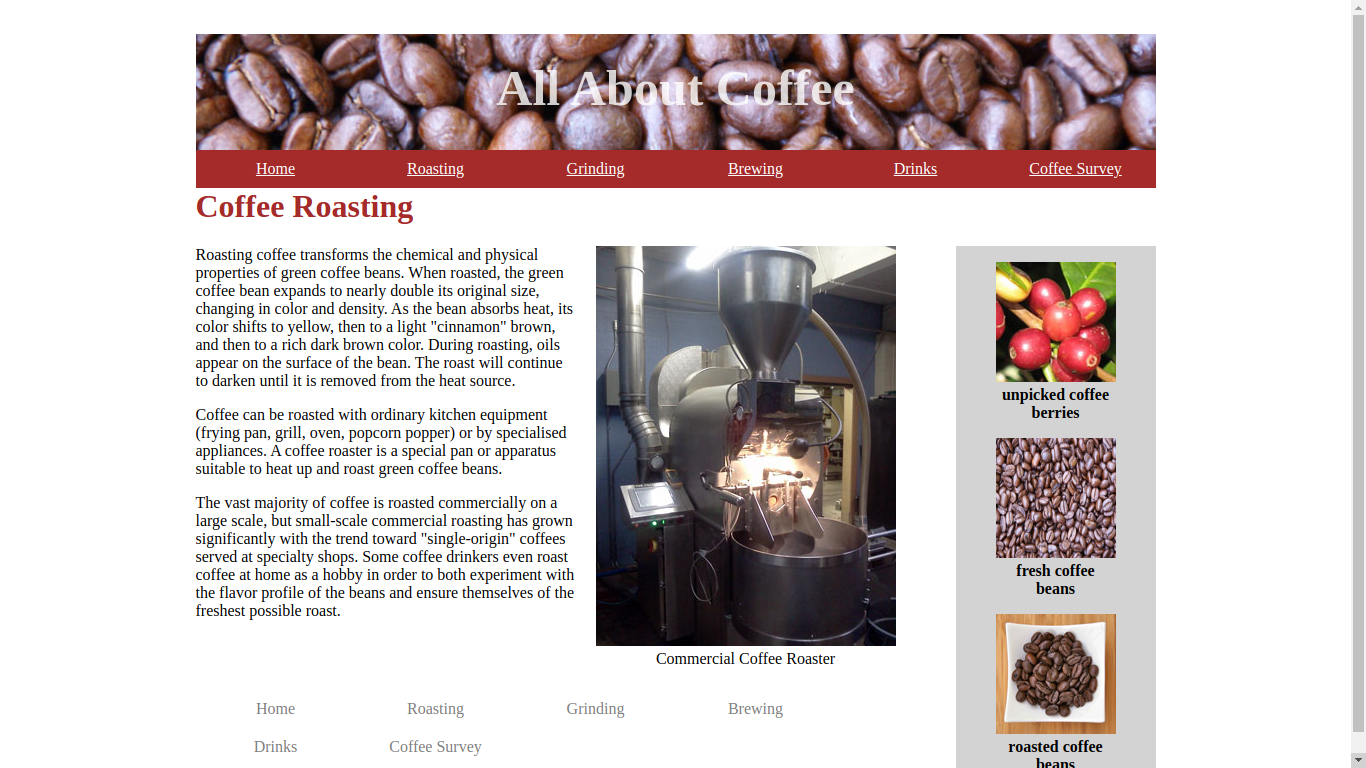 All About Coffee
Home Roasting Grinding Brewing Drinks Coffee Survey
Coffee Roasting
Roasting coffee transforms the chemical and physical
properties of green coffee beans. When roasted, the green
coffee bean expands to nearly double its original size,
changing in color and density. As the bean absorbs heat, its
color shifts to yellow, then to a light "cinnamon" brown,
and then to a rich dark brown color. During roasting, oils
appear on the surface of the bean. The roast will continue
to darken until it is removed from the heat source.
Coffee can be roasted with ordinary kitchen equipment
(frying pan, grill, oven, popcorn popper) or by specialised
appliances. A coffee roaster is a special pan or apparatus
suitable to heat up and roast green coffee beans.
The vast majority of coffee is roasted commercially on a
large scale, but small-scale commercial roasting has grown
significantly with the trend toward "single-origin" coffees
served at specialty shops. Some coffee drinkers even roast
coffee at home as a hobby in order to both experiment with
the flavor profile of the beans and ensure themselves of the
freshest possible roast.
Commercial Coffee Roaster
unpicked coffee
berries
fresh coffee
beans
roasted coffee
beans
Home Roasting Grinding Brewing
Drinks Coffee Survey